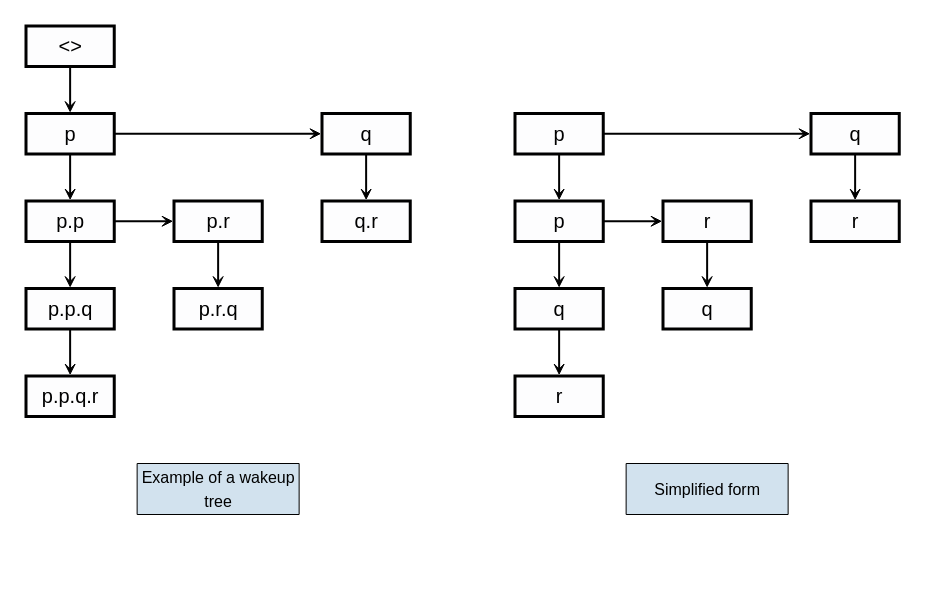 <>
p
q
p.p
p.r
q.r
p.p.q
p.r.q
p.p.q.r
Example of a wakeup
tree
p
q
p
r
r
q
q
r
Simplified form